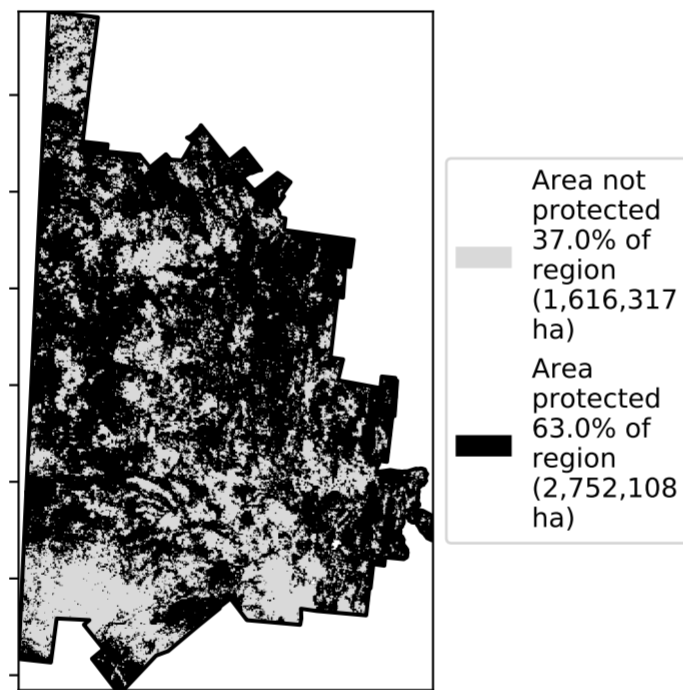 Area not
protected
37.0% of
region
(1,616,317
ha)
Area
protected
63.0% of
region
(2,752,108
ha)